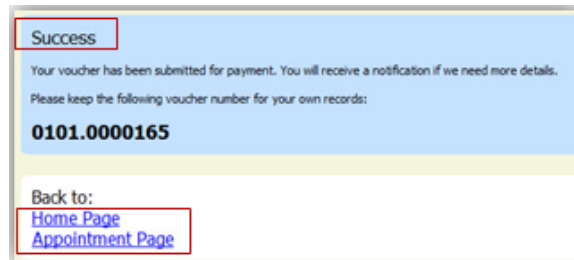 Success
Your voucher has been submitted for payment. You will receive a notification if we need more details.
Please keep the following voucher number for your own records:
0101.0000165
Back to:
Home Page
Appointment Page